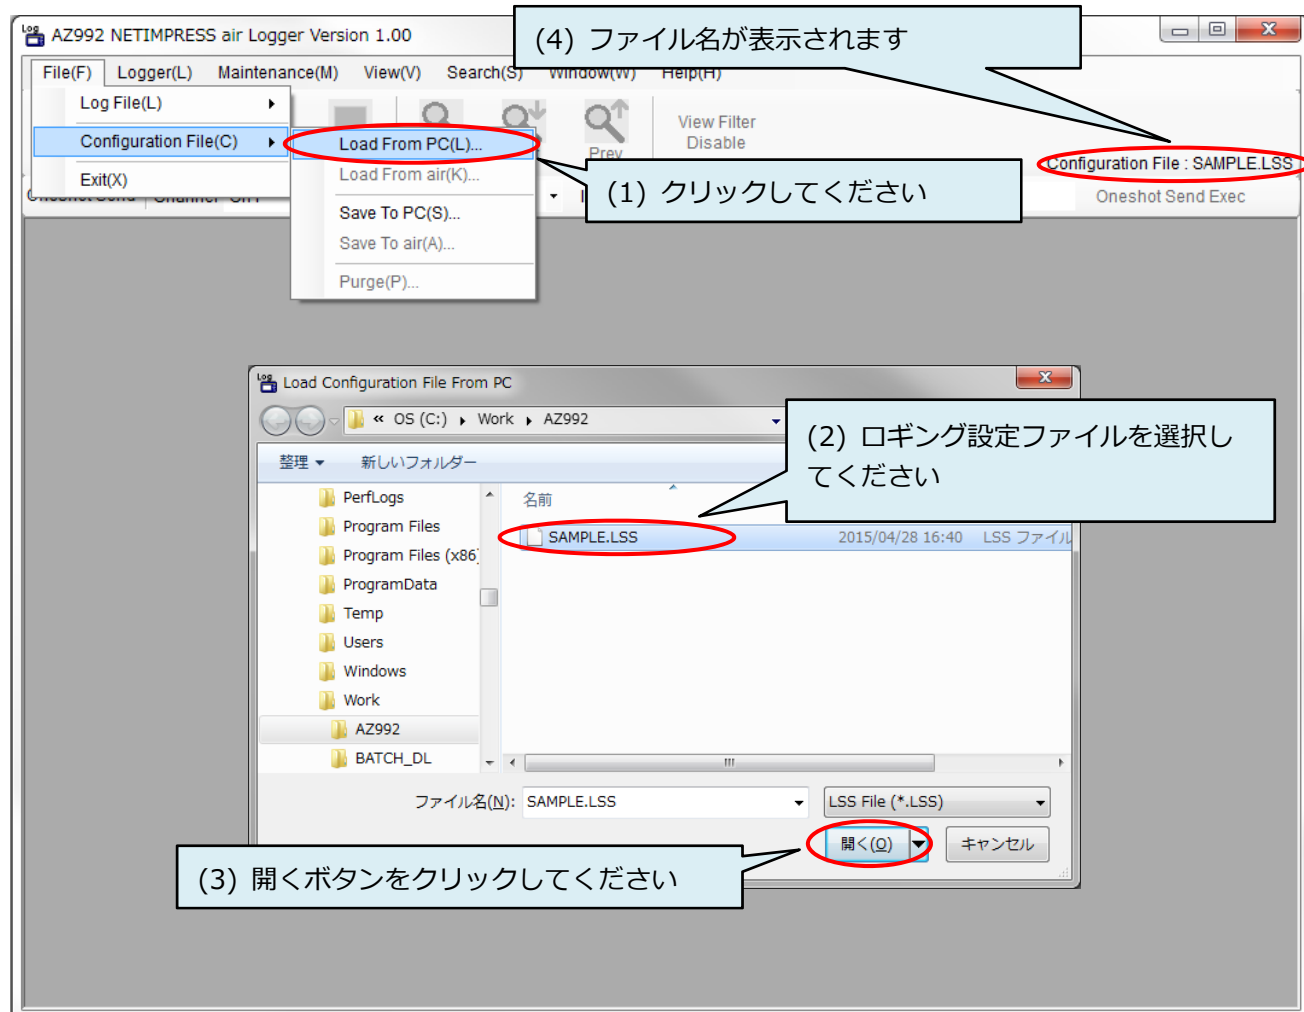 AZ992 NETIMPRESS air Logger Version 1.00
(4) ファイル名が表示されます
File(F) Logger(L) Maintenance(M) View(V) Search(S) Window(W) Help(H)
Log File(L)
Configuration File(C)
Exit(X)
Load From PC(L)...
Load From air(K)...
Save To PC(S)...
Save To air(A)...
Purge(P)...
Prev
View Filter
Disable
Configuration File : SAMPLE.LSS
(1) クリックしてください
Oneshot Send Channel
Oneshot Send Exec
Load Configuration File From PC
« OS (C:) Work AZ992
(2) ロギング設定ファイルを選択し
てください
整理 新しいフォルダー
名前
PerfLogs
Program Files
Program Files (x86)
ProgramData
Temp
Users
Windows
Work
AZ992
BATCH_DL
SAMPLE.LSS 2015/04/28 16:40 LSS ファイル
ファイル名(N): SAMPLE.LSS LSS File (*.LSS)
開く(O) キャンセル
(3) 開くボタンをクリックしてください